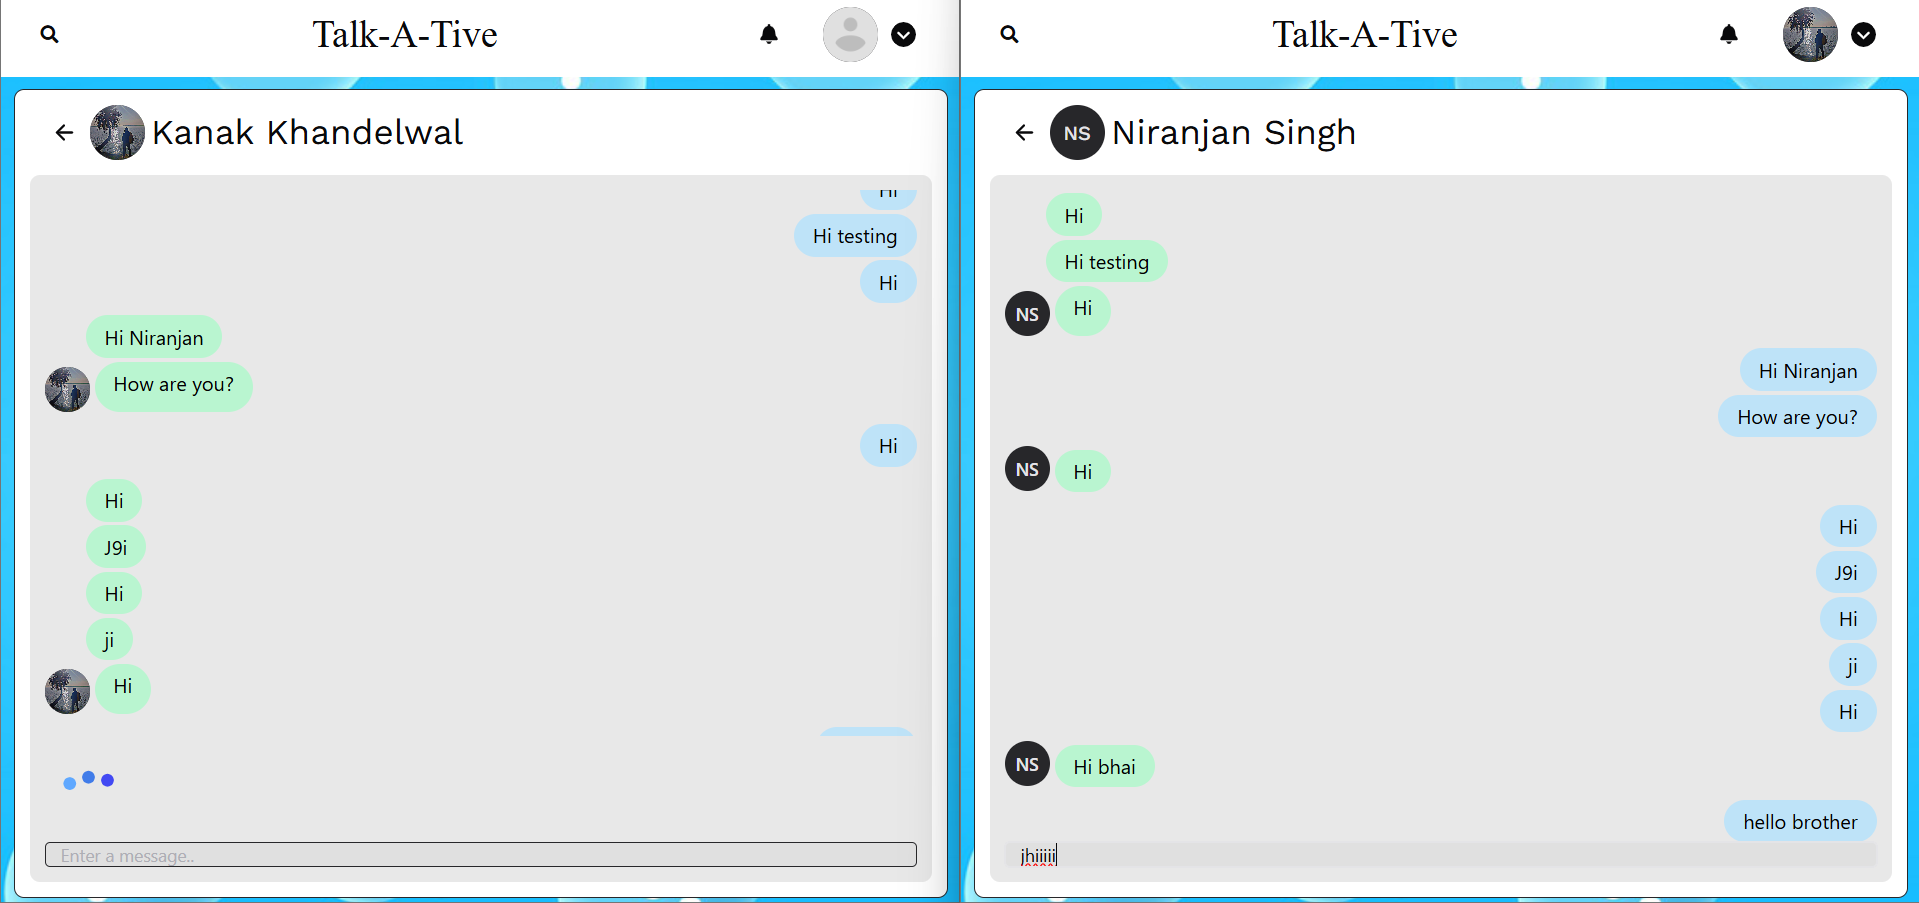 Talk-A-Tive
Kanak Khandelwal
Hi
Hi testing
Hi
Hi Niranjan
How are you?
Hi
Hi
J9i
Hi
ji
Hi
Enter a message..
Talk-A-Tive
NS Niranjan Singh
Hi
Hi testing
NS Hi
Hi Niranjan
How are you?
NS Hi
Hi
J9i
Hi
ji
Hi
NS Hi bhai
hello brother
jhiiiii